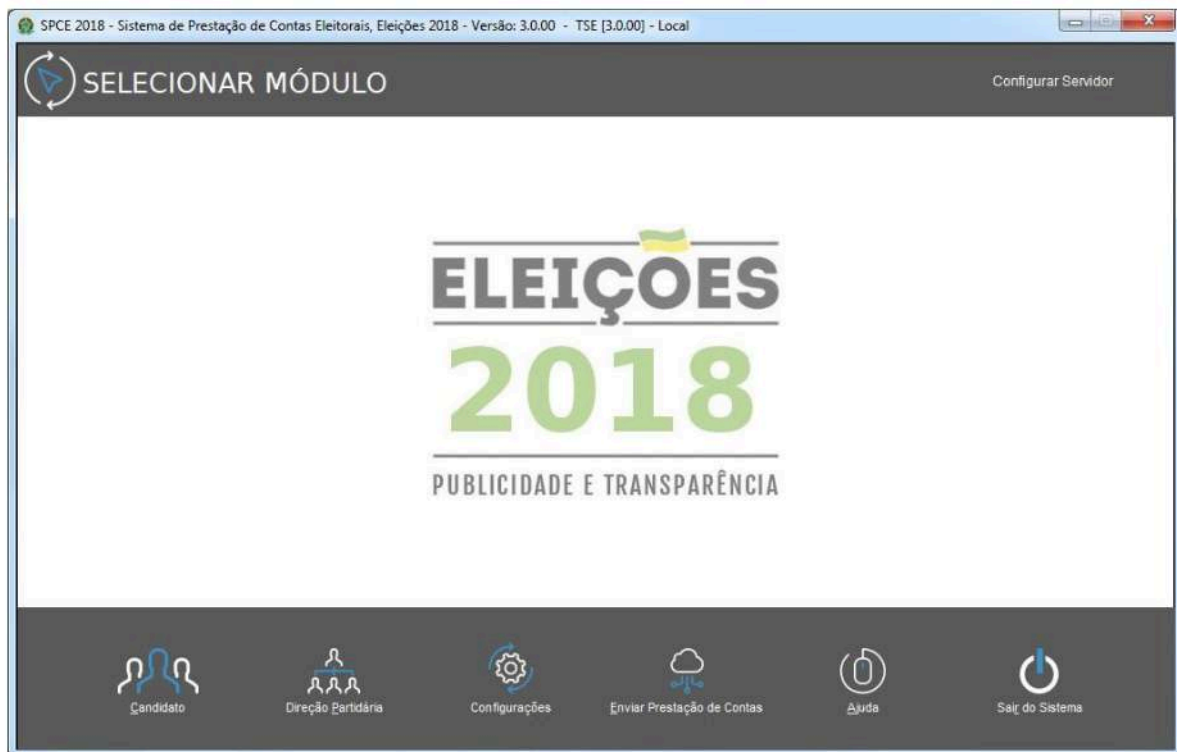 SPCE 2018 - Sistema de Prestação de Contas Eleitorais, Eleições 2018 - Versão: 3.0.00 - TSE [3.0.00] - Local
SELECIONAR MÓDULO
Configurar Servidor
ELEIÇÕES
2018
PUBLICIDADE E TRANSPARÊNCIA
Candidato
Direção Partidária
Configurações
Enviar Prestação de Contas
Ajuda
Sair do Sistema